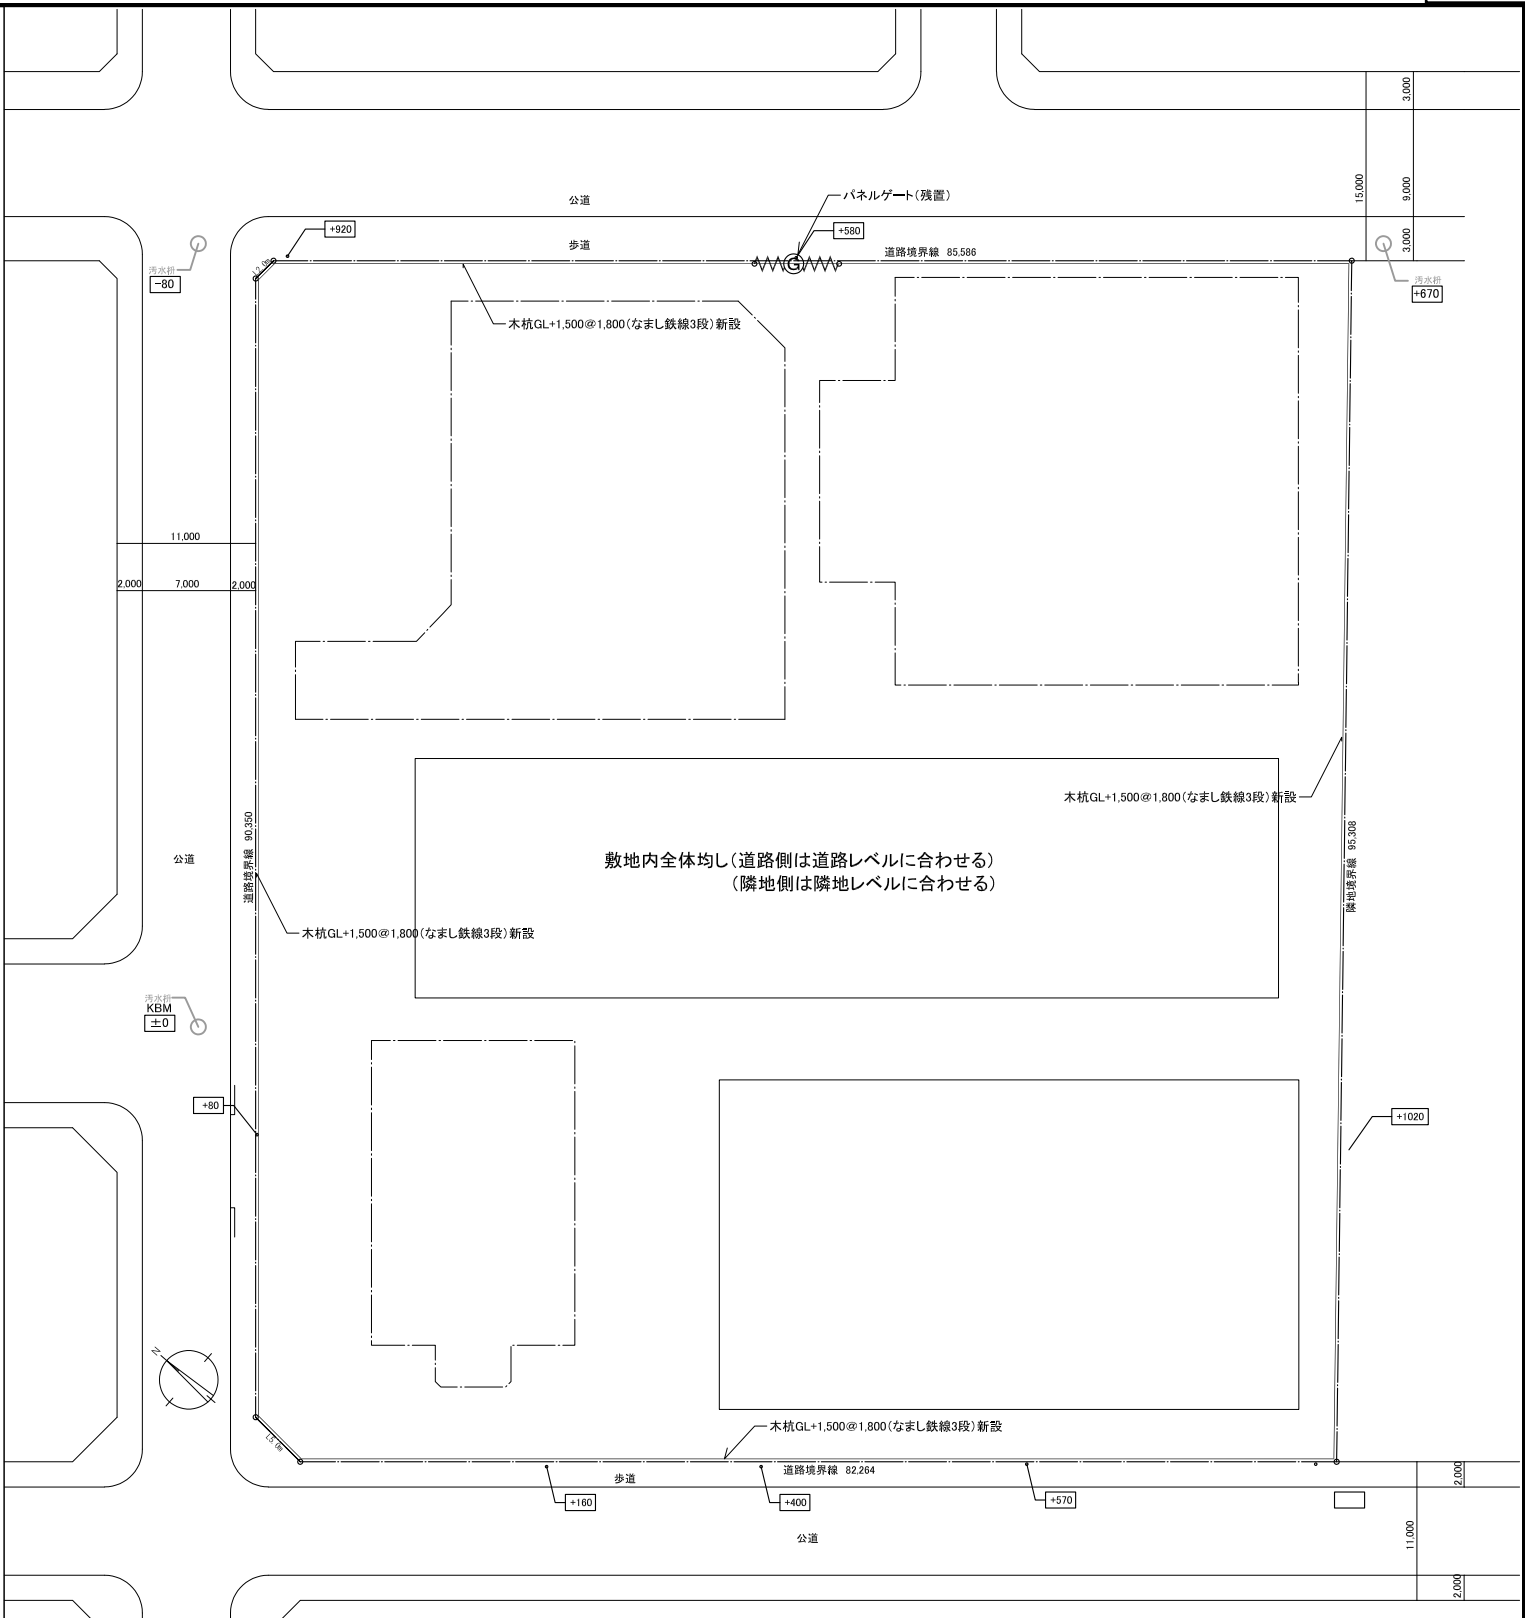 3,000
15,000
9,000
3,000
公道
パネルゲート(残置)
+920
+580
歩道
道路境界線 85,586
G
L2.0m
汚水枡
-80
汚水枡
+670
木杭GL+1,500@1,800(なまし鉄線3段)新設
11,000
2,000
7,000
2,000
木杭GL+1,500@1,800(なまし鉄線3段)新設
道路境界線 90,350
隣地境界線 95,308
公道
敷地内全体均し(道路側は道路レベルに合わせる)
(隣地側は隣地レベルに合わせる)
木杭GL+1,500@1,800(なまし鉄線3段)新設
汚水枡
KBM
±0
+80
+1020
N
L5.0m
木杭GL+1,500@1,800(なまし鉄線3段)新設
道路境界線 82,264
歩道
+160
+400
+570
2,000
公道
11,000
2,000